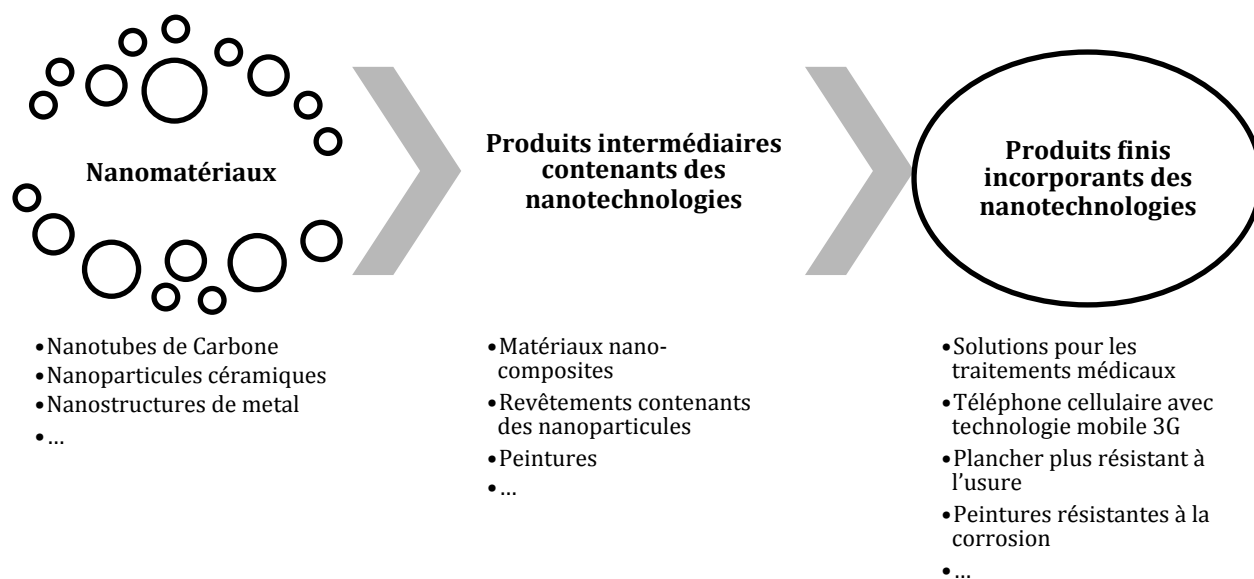 Nanomatériaux
•Nanotubes de Carbone
•Nanoparticules céramiques
•Nanostructures de metal
•...
Produits intermédiaires
contenants des
nanotechnologies
•Matériaux nano-
composites
•Revêtements contenants
des nanoparticules
•Peintures
•...
Produits finis
incorporants des
nanotechnologies
•Solutions pour les
traitements médicaux
•Téléphone cellulaire avec
technologie mobile 3G
•Plancher plus résistant à
l’usure
•Peintures résistantes à la
corrosion
•...